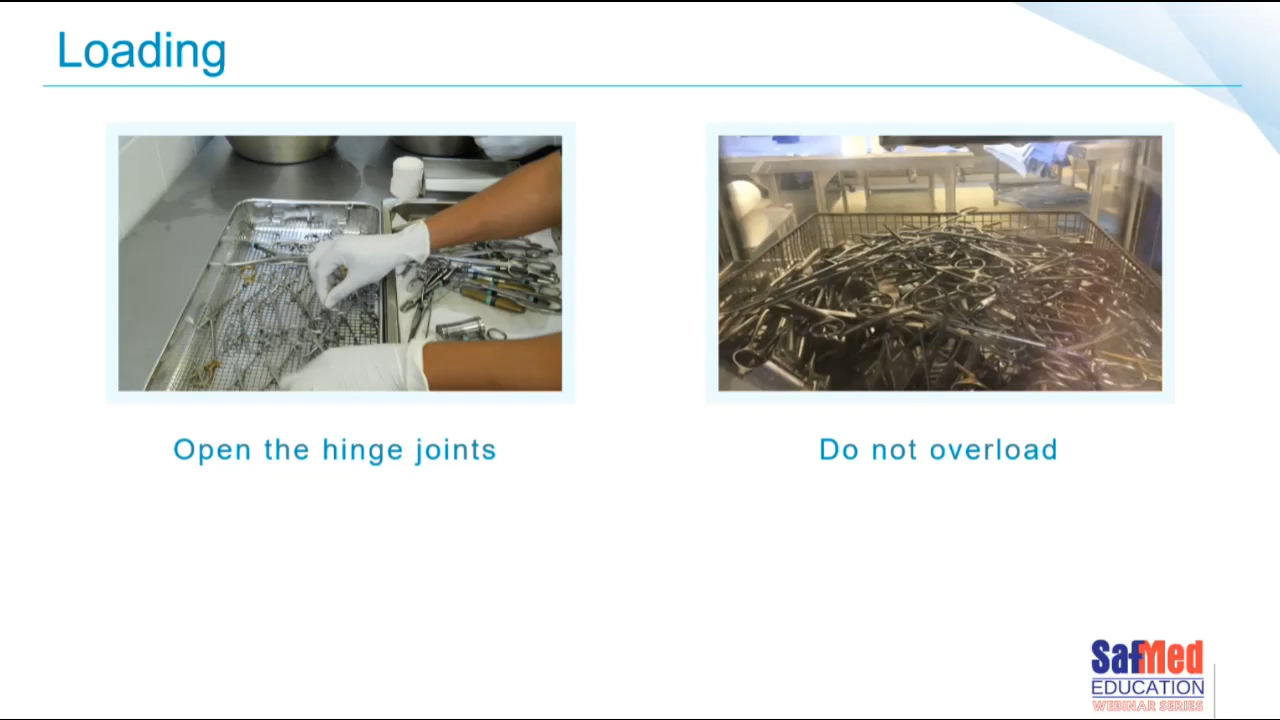 Loading
Open the hinge joints
Do not overload
SafMed
EDUCATION
WEBINAR SERIES